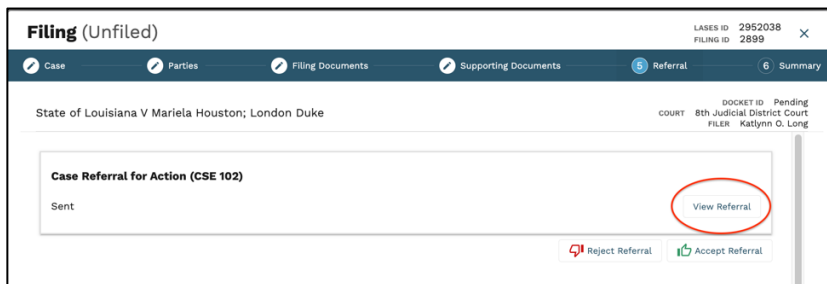 Filing (Unfiled)
LASES ID 2952038
FILING ID 2899
Case
Parties
Filing Documents
Supporting Documents
5 Referral
6 Summary
State of Louisiana V Mariela Houston; London Duke
DOCKET ID Pending
COURT 8th Judicial District Court
FILER Katlynn O. Long
Case Referral for Action (CSE 102)
Sent
View Referral
Reject Referral
Accept Referral